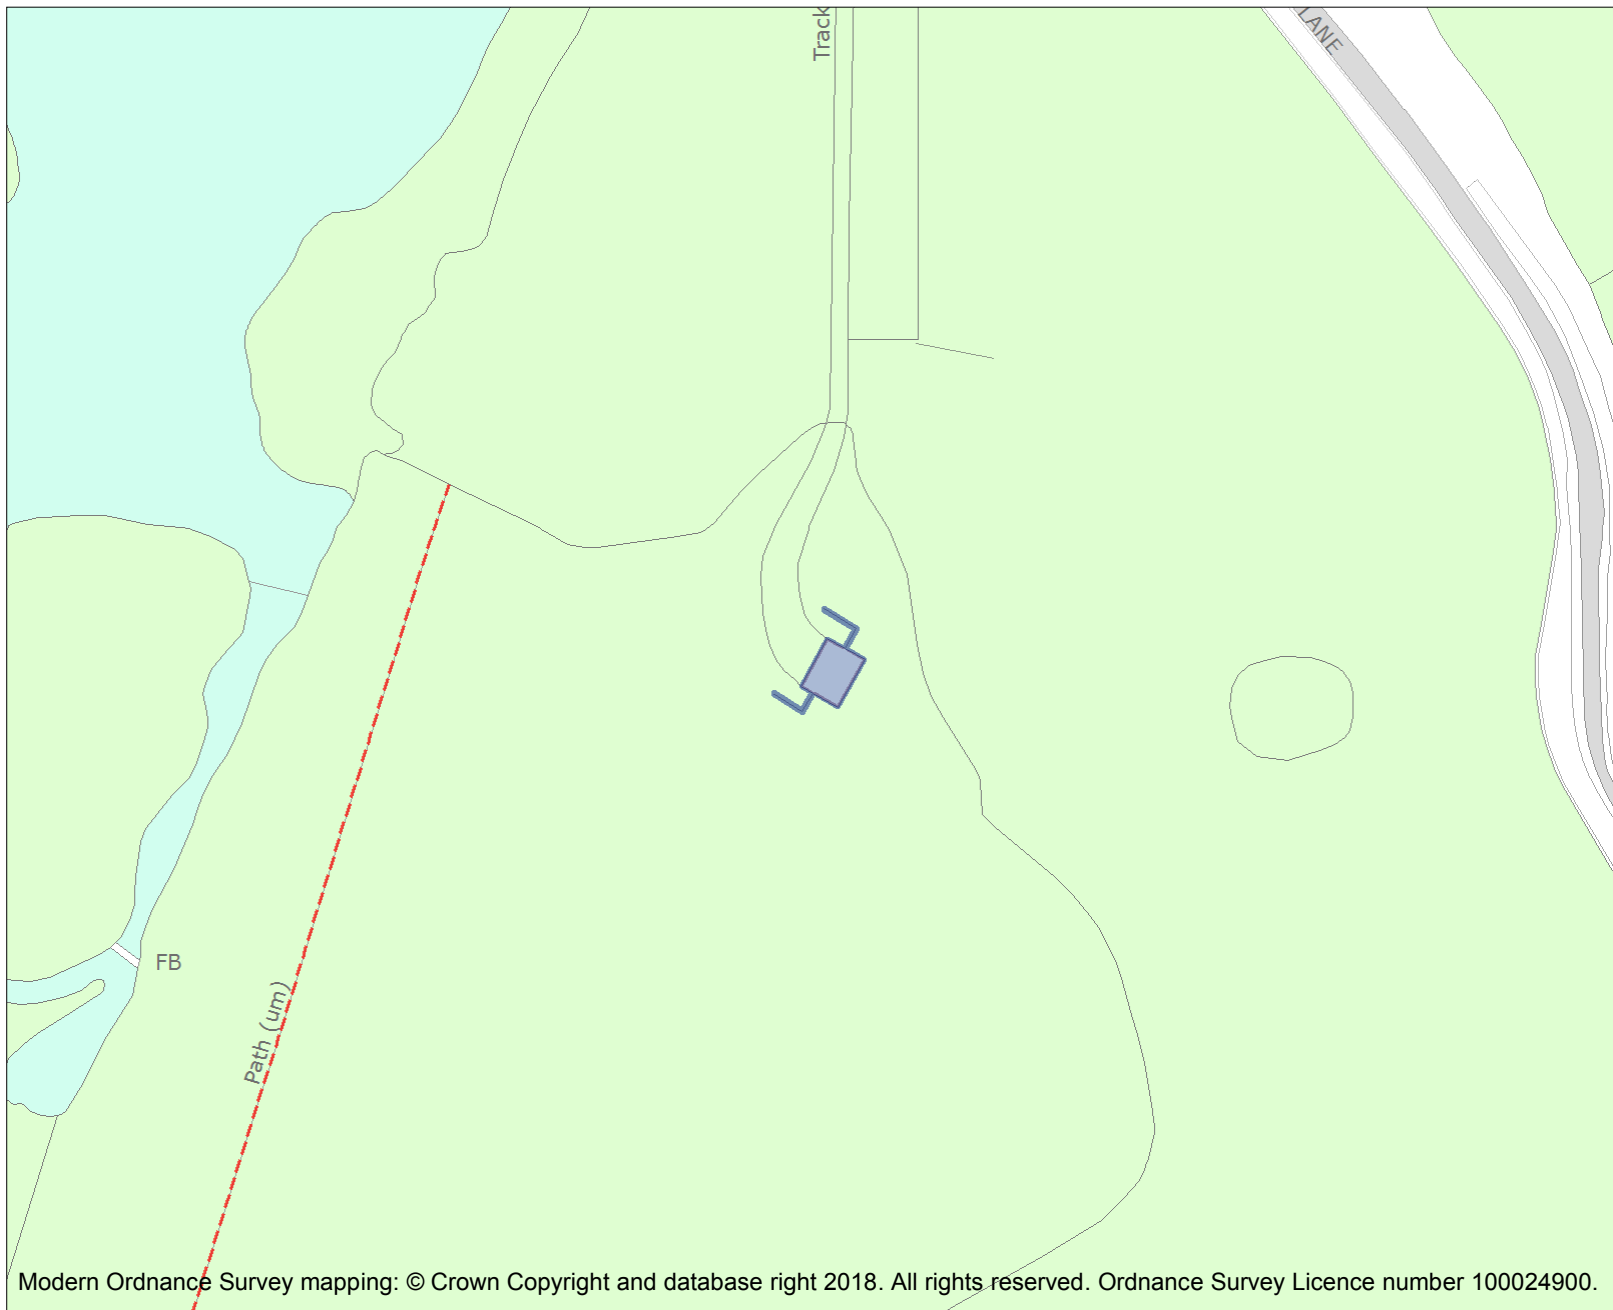 Track
LANE
FB
Path (um)
Modern Ordnance Survey mapping: © Crown Copyright and database right 2018. All rights reserved. Ordnance Survey Licence number 100024900.